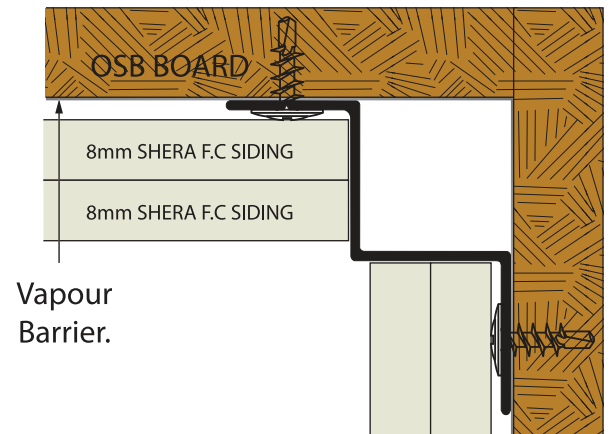 OSB BOARD
8mm SHERA F.C SIDING
8mm SHERA F.C SIDING
Vapour
Barrier.